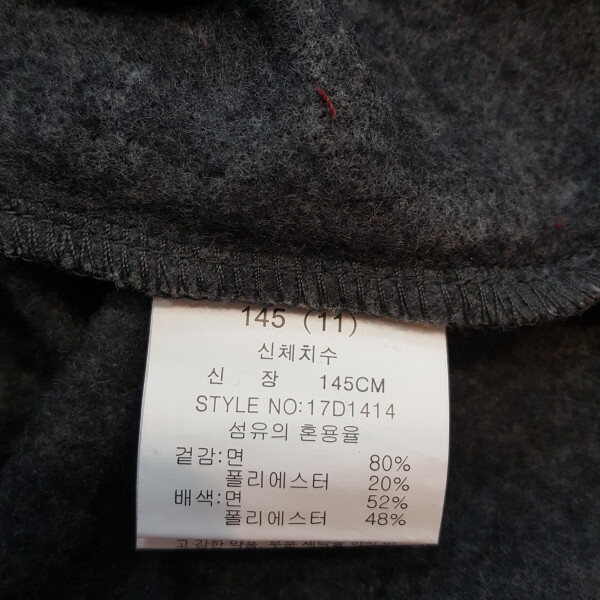 145 (11)
신체치수
신 장 145CM
STYLE NO:17D1414
섬유의 혼용율
겉감:면 80%
폴리에스터 20%
배색:면 52%
폴리에스터 48%